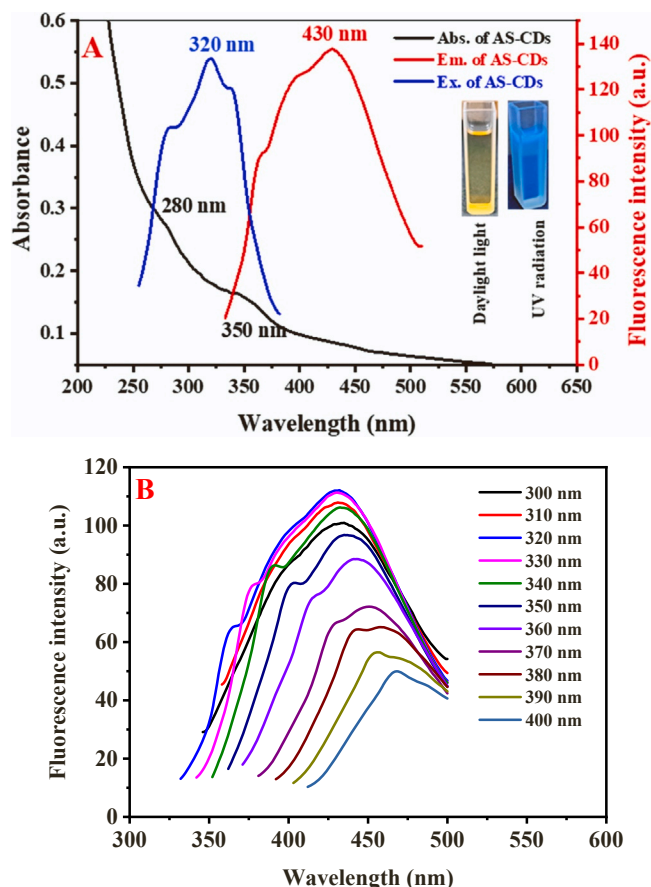 A
320 nm
430 nm
280 nm
350 nm
Abs. of AS-CDs
Em. of AS-CDs
Ex. of AS-CDs
Daylight light
UV radiation
0.6
0.5
0.4
0.3
0.2
0.1
Absorbance
140
120
100
80
60
40
20
0
Fluorescence intensity (a.u.)
200 250 300 350 400 450 500 550 600 650
Wavelength (nm)
B
120
100
80
60
40
20
0
Fluorescence intensity (a.u.)
300 nm
310 nm
320 nm
330 nm
340 nm
350 nm
360 nm
370 nm
380 nm
390 nm
400 nm
300 350 400 450 500 550 600
Wavelength (nm)